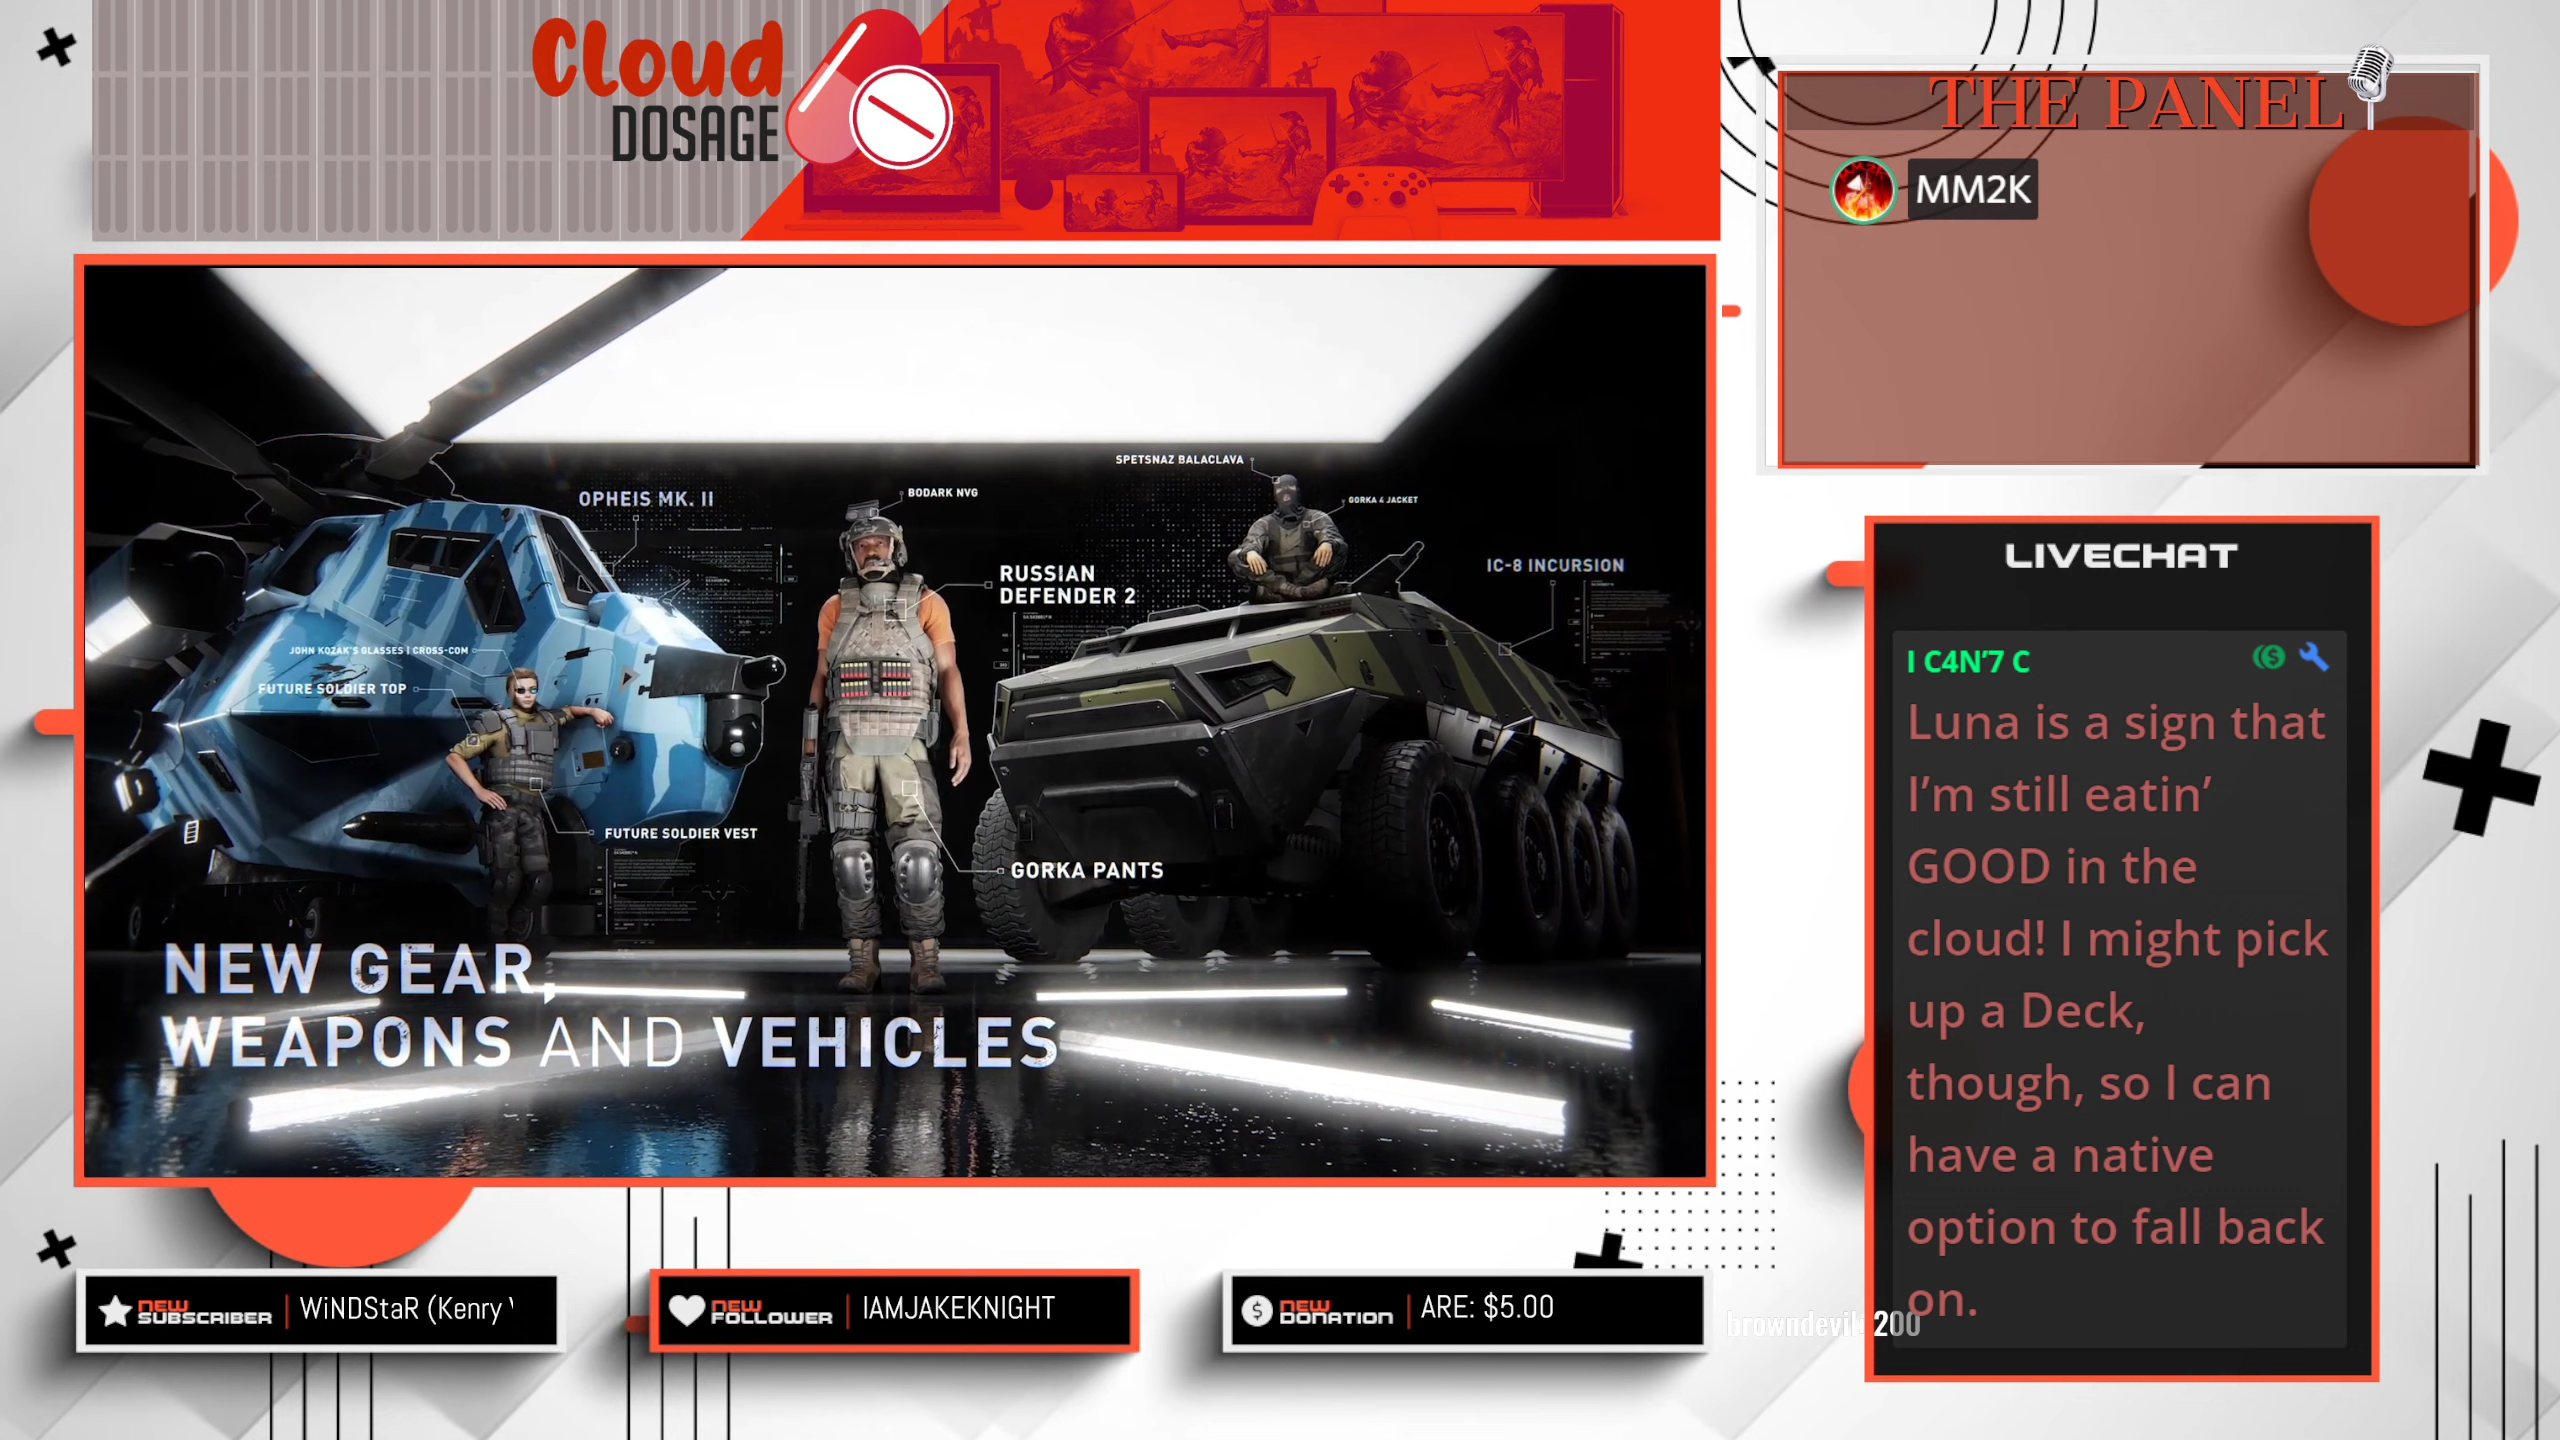 Cloud
DOSAGE
THE PANEL
MM2K
SPETSNAZ BALACLAVA
OPHEIS MK. II
BODARK NVG
GORKA 4 JACKET
RUSSIAN
DEFENDER 2
IC-8 INCURSION
JOHN KOZAK'S GLASSES | CROSS-COM
FUTURE SOLDIER TOP
FUTURE SOLDIER VEST
GORKA PANTS
NEW GEAR,
WEAPONS AND VEHICLES
LIVECHAT
I C4N'7 C
Luna is a sign that
I'm still eatin'
GOOD in the
cloud! I might pick
up a Deck,
though, so I can
have a native
option to fall back
on.
NEW
SUBSCRIBER
WiNDStaR (Kenry
NEW
FOLLOWER
IAMJAKEKNIGHT
NEW
DONATION
ARE: $5.00